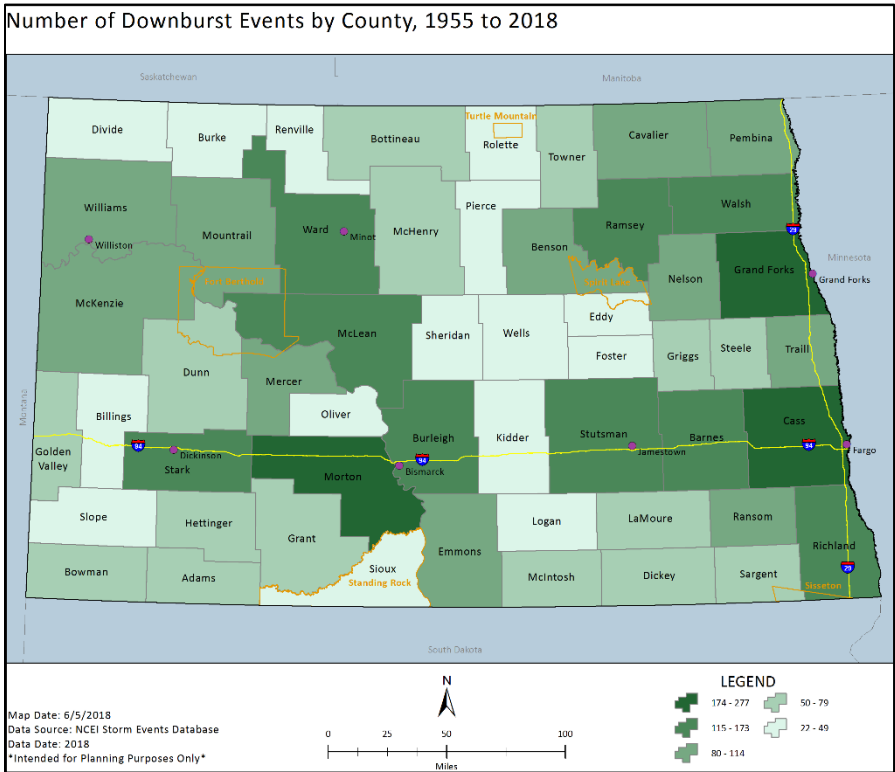 Number of Downburst Events by County, 1955 to 2018
Saskatchewan
Manitoba
Divide
Burke
Renville
Bottineau
Turtle Mountain
Rolette
Towner
Cavalier
Pembina
Williams
Williston
Mountrail
Ward
Minot
McHenry
Pierce
Benson
Ramsey
Walsh
29
Minnesota
McKenzie
Fort Berthold
McLean
Sheridan
Wells
Spirit Lake
Eddy
Foster
Nelson
Grand Forks
Grand Forks
Griggs
Steele
Traill
Montana
Dunn
Mercer
Oliver
Billings
Golden
Valley
94
Dickinson
Stark
Morton
Burleigh
94
Bismarck
Kidder
Stutsman
Jamestown
Barnes
Cass
94
Fargo
Slope
Hettinger
Grant
Sioux
Standing Rock
Emmons
Logan
LaMoure
Ransom
Richland
29
Bowman
Adams
McIntosh
Dickey
Sargent
Sisseton
South Dakota
N
LEGEND
174 - 277
50 - 79
115 - 173
22 - 49
80 - 114
Map Date: 6/5/2018
Data Source: NCEI Storm Events Database
Data Date: 2018
*Intended for Planning Purposes Only*
0
50
100
Miles